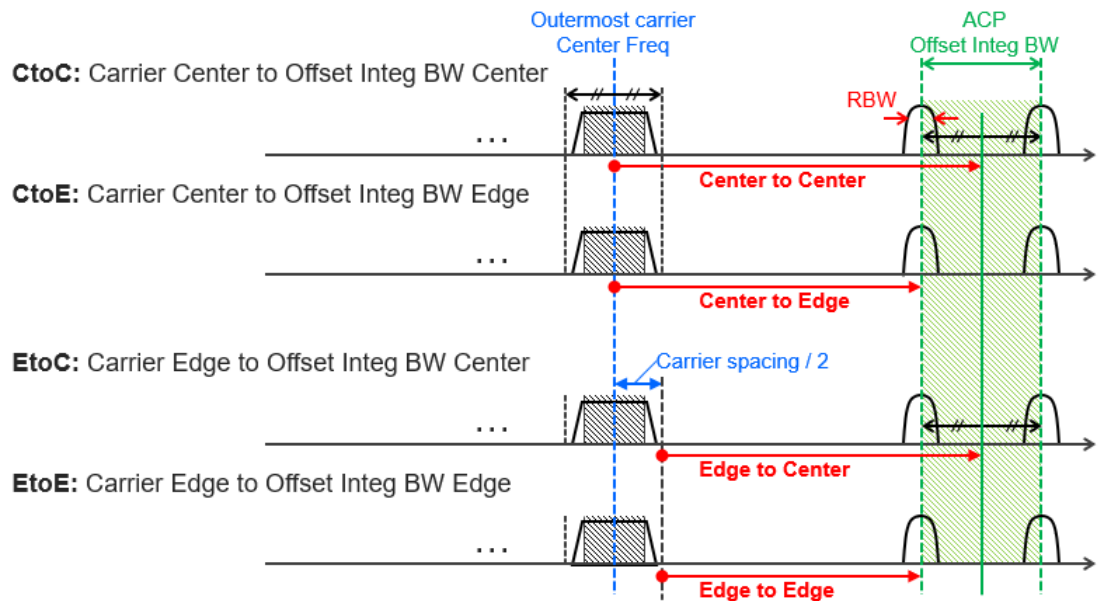 Outermost carrier
Center Freq
ACP
Offset Integ BW
CtoC: Carrier Center to Offset Integ BW Center
RBW
...
Center to Center
CtoE: Carrier Center to Offset Integ BW Edge
...
Center to Edge
EtoC: Carrier Edge to Offset Integ BW Center
Carrier spacing / 2
...
Edge to Center
EtoE: Carrier Edge to Offset Integ BW Edge
...
Edge to Edge